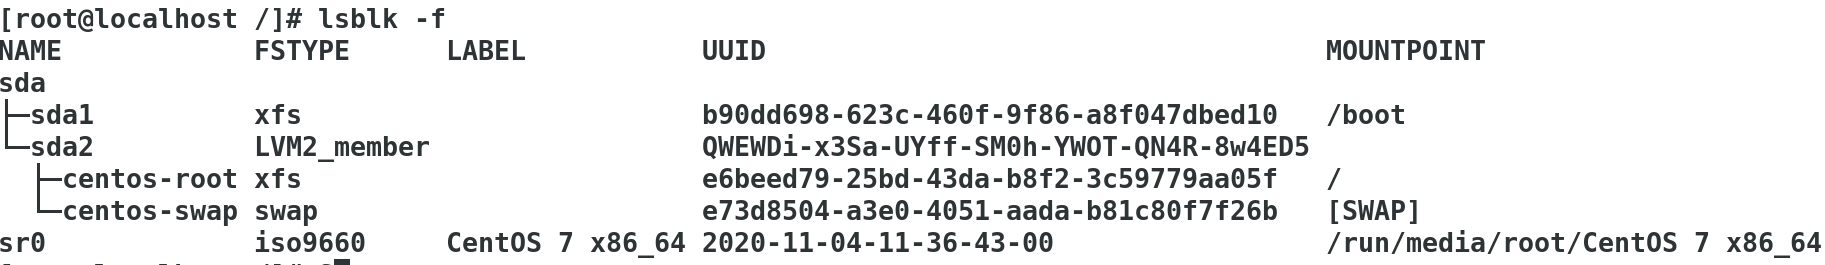 [root@localhost /]# lsblk -f
NAME            FSTYPE      LABEL           UUID                                   MOUNTPOINT
sda
├─sda1          xfs                         b90dd698-623c-460f-9f86-a8f047dbed10   /boot
└─sda2          LVM2_member                 QWEWDi-x3Sa-UYff-SM0h-YWOT-QN4R-8w4ED5
  ├─centos-root xfs                         e6beed79-25bd-43da-b8f2-3c59779aa05f   /
  └─centos-swap swap                        e73d8504-a3e0-4051-aada-b81c80f7f26b   [SWAP]
sr0             iso9660     CentOS 7 x86_64 2020-11-04-11-36-43-00                 /run/media/root/CentOS 7 x86_64